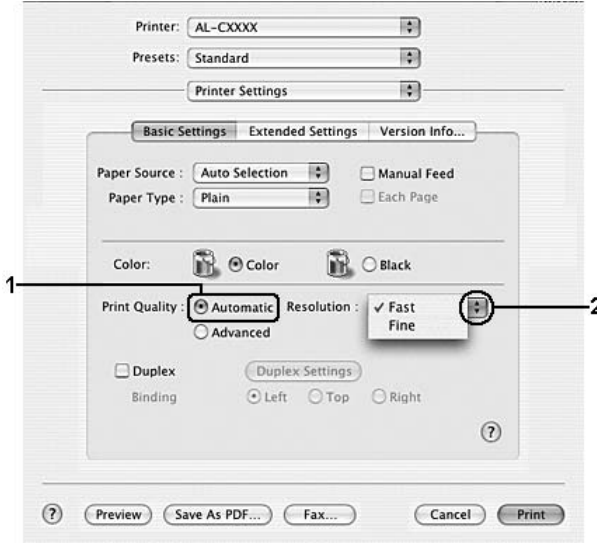 Printer: AL-CXXXX
Presets: Standard
Printer Settings
Basic Settings Extended Settings Version Info...
Paper Source : Auto Selection Manual Feed
Paper Type : Plain Each Page
Color: Color Black
1
Print Quality : Automatic Resolution : ✓ Fast 2
Fine
Advanced
Duplex Duplex Settings
Binding Left Top Right
?
? Preview Save As PDF... Fax... Cancel Print